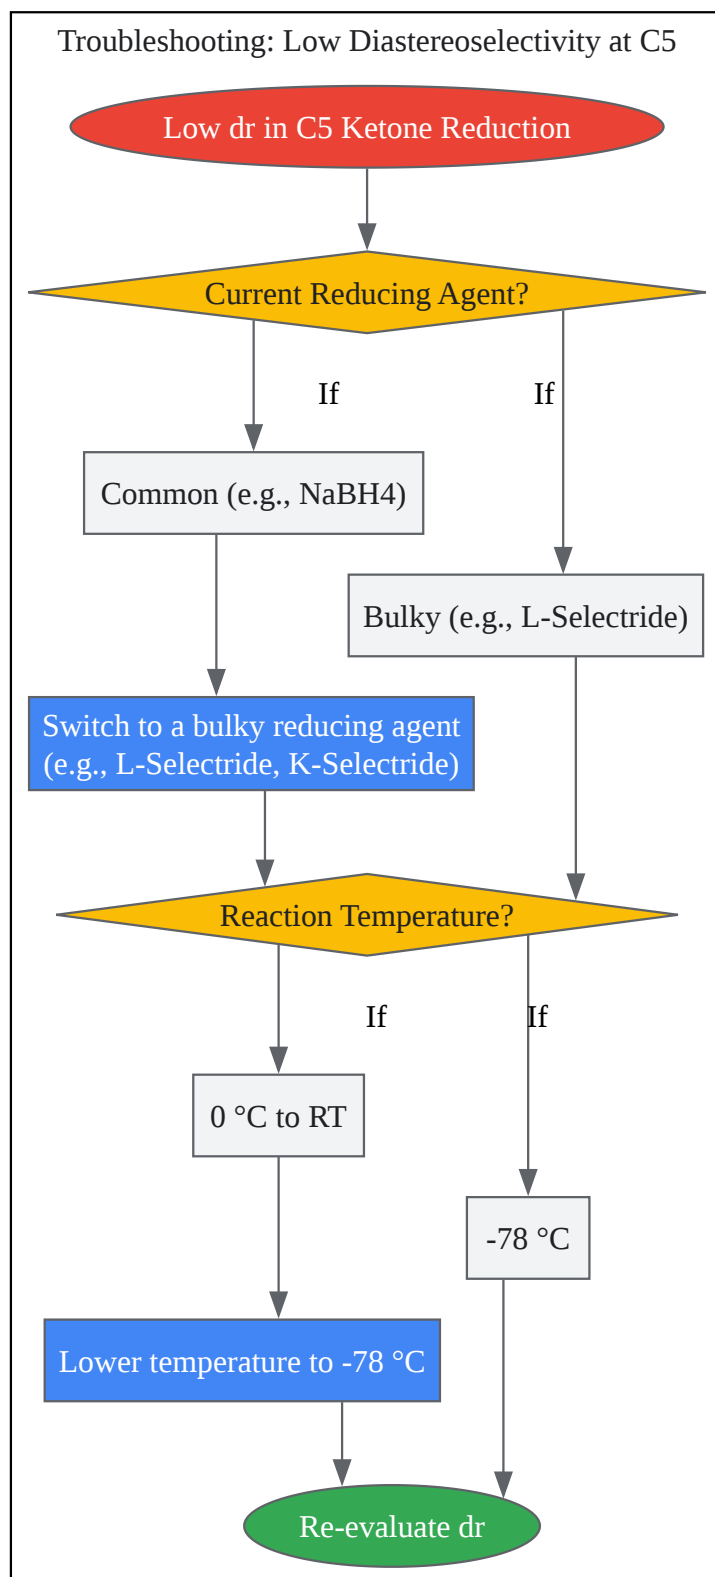 Troubleshooting: Low Diastereoselectivity at C5
Low dr in C5 Ketone Reduction
Current Reducing Agent?
If
If
Common (e.g., NaBH4)
Bulky (e.g., L-Selectride)
Switch to a bulky reducing agent
(e.g., L-Selectride, K-Selectride)
Reaction Temperature?
If
If
0 °C to RT
-78 °C
Lower temperature to -78 °C
Re-evaluate dr